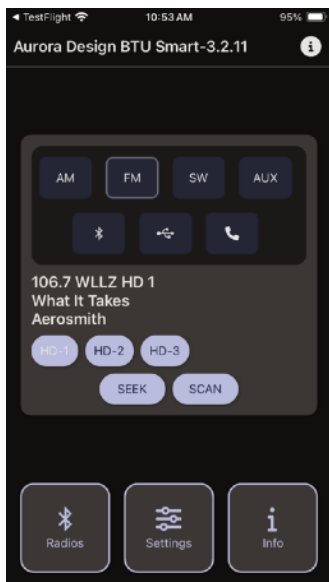 ◄ TestFlight 10:53 AM 95%
Aurora Design BTU Smart-3.2.11
AM FM SW AUX
106.7 WLLZ HD 1
What It Takes
Aerosmith
HD-1 HD-2 HD-3
SEEK SCAN
Radios Settings Info